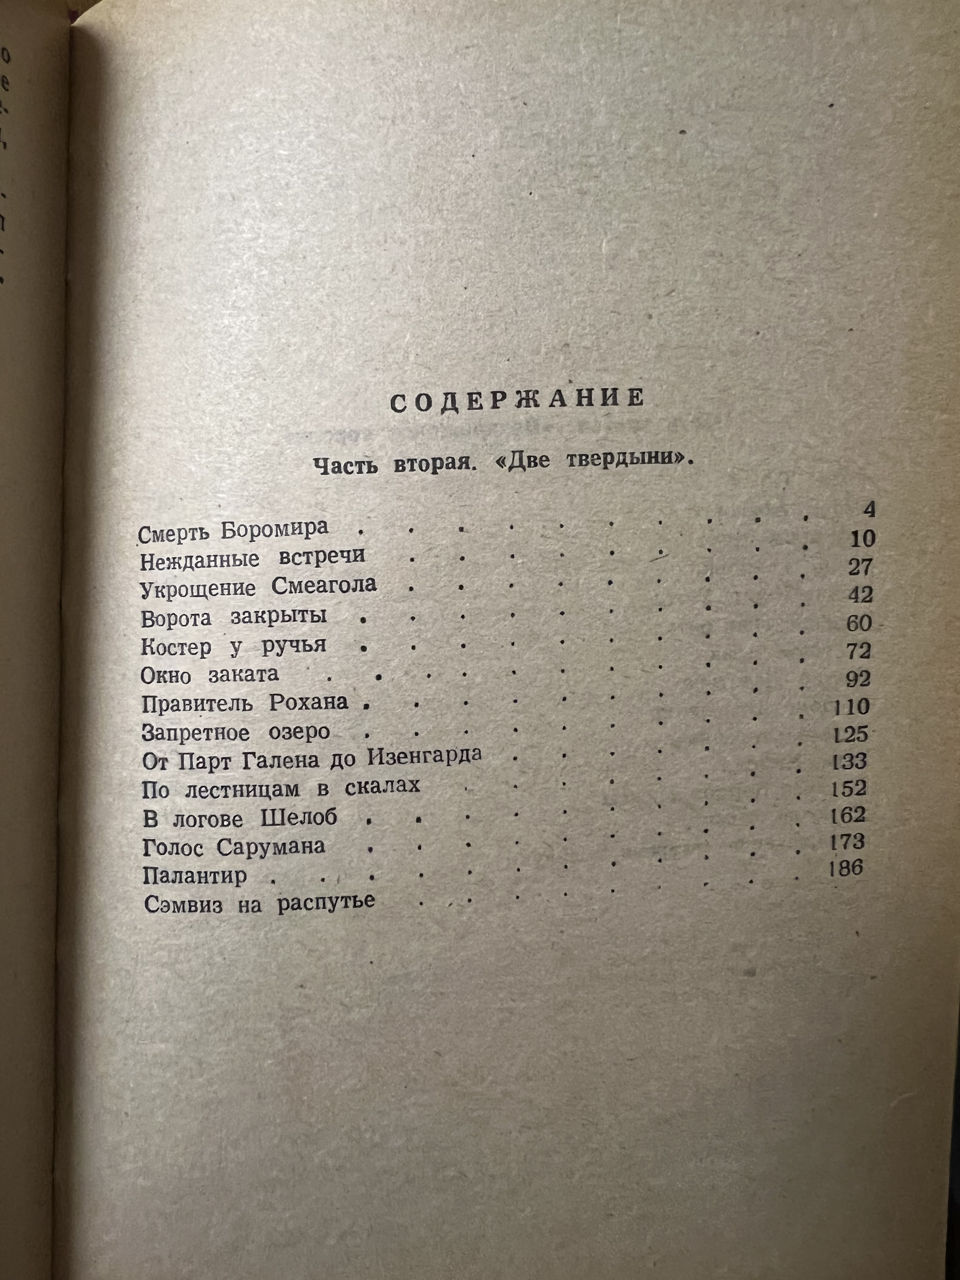 СОДЕРЖАНИЕ
Часть вторая. «Две твердыни».
Смерть Боромира . . . . . . . . . . 4
Нежданные встречи . . . . . . . . . 10
Укрощение Смеагола . . . . . . . . . 27
Ворота закрыты . . . . . . . . . . 42
Костер у ручья . . . . . . . . . . 60
Окно заката . . . . . . . . . . . 72
Правитель Рохана . . . . . . . . . . 92
Запретное озеро . . . . . . . . . . 110
От Парт Галена до Изенгарда . . . . . . . 125
По лестницам в скалах . . . . . . . . 133
В логове Шелоб . . . . . . . . . . 152
Голос Сарумана . . . . . . . . . . 162
Палантир . . . . . . . . . . . . 173
Сэмвиз на распутье . . . . . . . . . 186